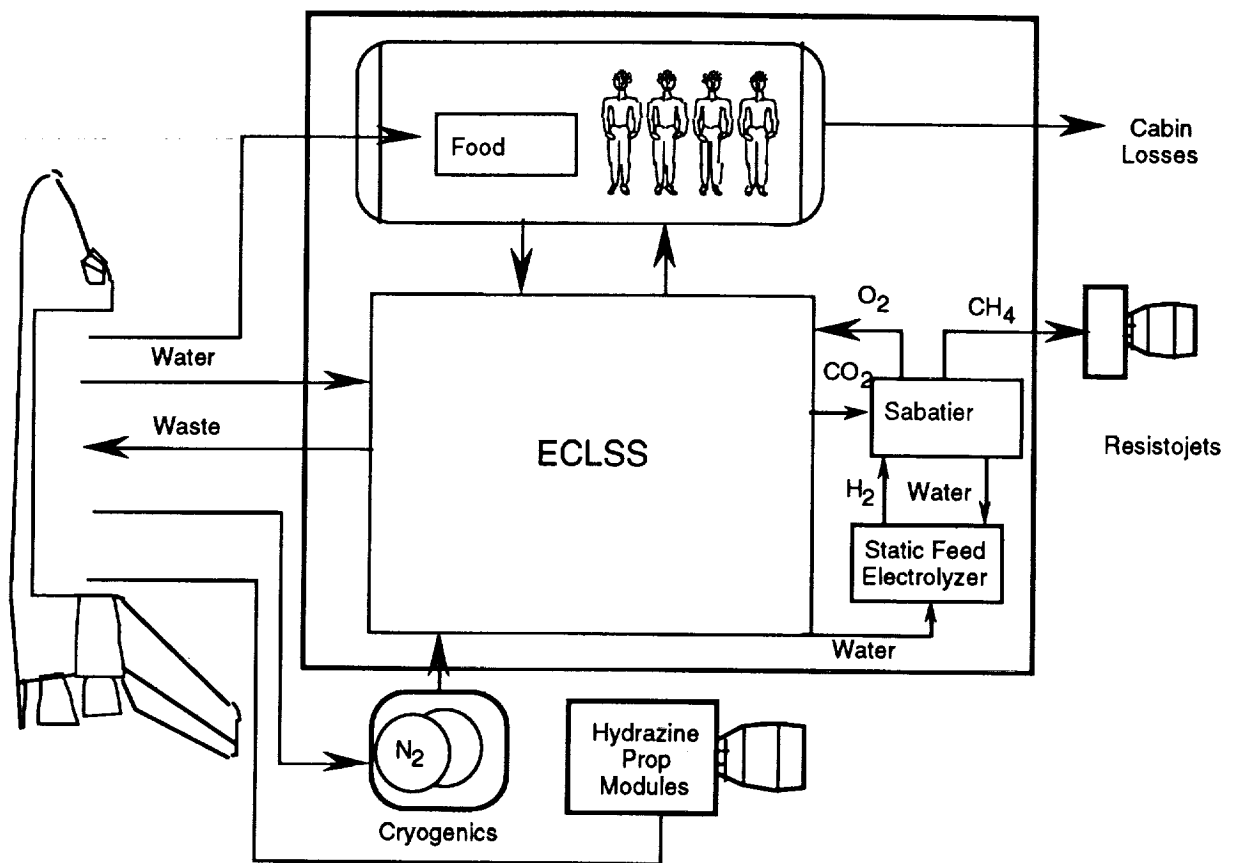 Food
Cabin
Losses
O2
CH4
Water
CO2
Sabatier
Waste
ECLSS
Resistojets
H2
Water
Static Feed
Electrolyzer
Water
Hydrazine
Prop
Modules
N2
Cryogenics